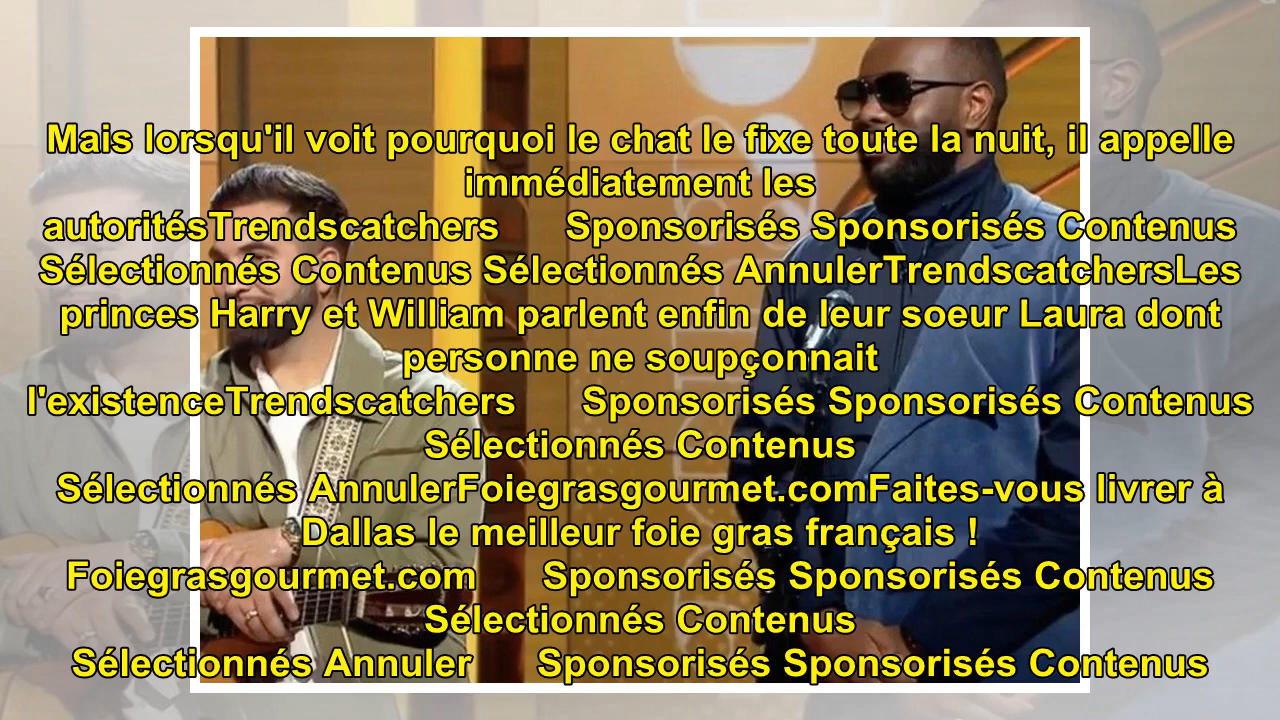 Mais lorsqu'il voit pourquoi le chat le fixe toute la nuit, il appelle
immédiatement les
autoritésTrendscatchers Sponsorisés Sponsorisés Contenus
Sélectionnés Contenus Sélectionnés AnnulerTrendscatchersLes
princes Harry et William parlent enfin de leur soeur Laura dont
personne ne soupçonnait
l'existenceTrendscatchers Sponsorisés Sponsorisés Contenus
Sélectionnés Contenus
Sélectionnés AnnulerFoiegrasgourmet.comFaites-vous livrer à
Dallas le meilleur foie gras français !
Foiegrasgourmet.com Sponsorisés Sponsorisés Contenus
Sélectionnés Contenus
Sélectionnés Annuler Sponsorisés Sponsorisés Contenus